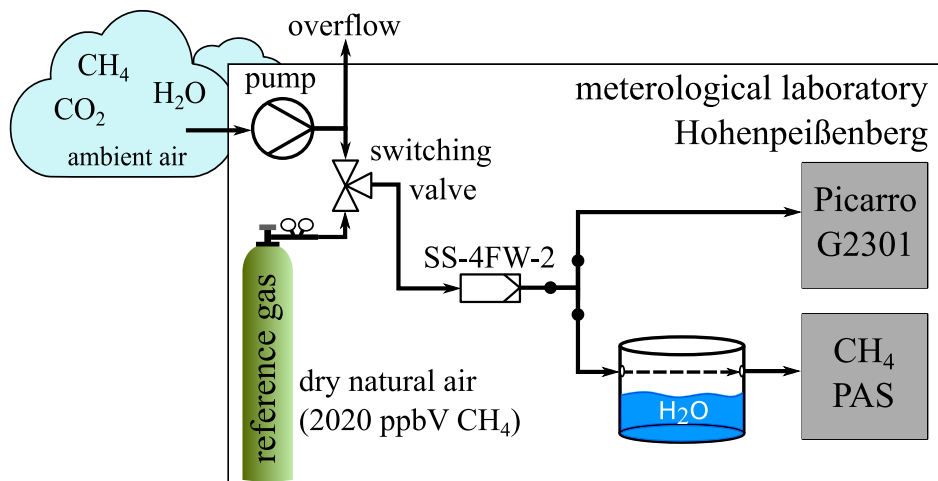 overflow
CH₄
CO₂
H₂O
ambient air
pump
meterological laboratory
Hohenpeißenberg
switching
valve
Picarro
G2301
SS-4FW-2
reference gas
dry natural air
(2020 ppbV CH₄)
H₂O
CH₄
PAS